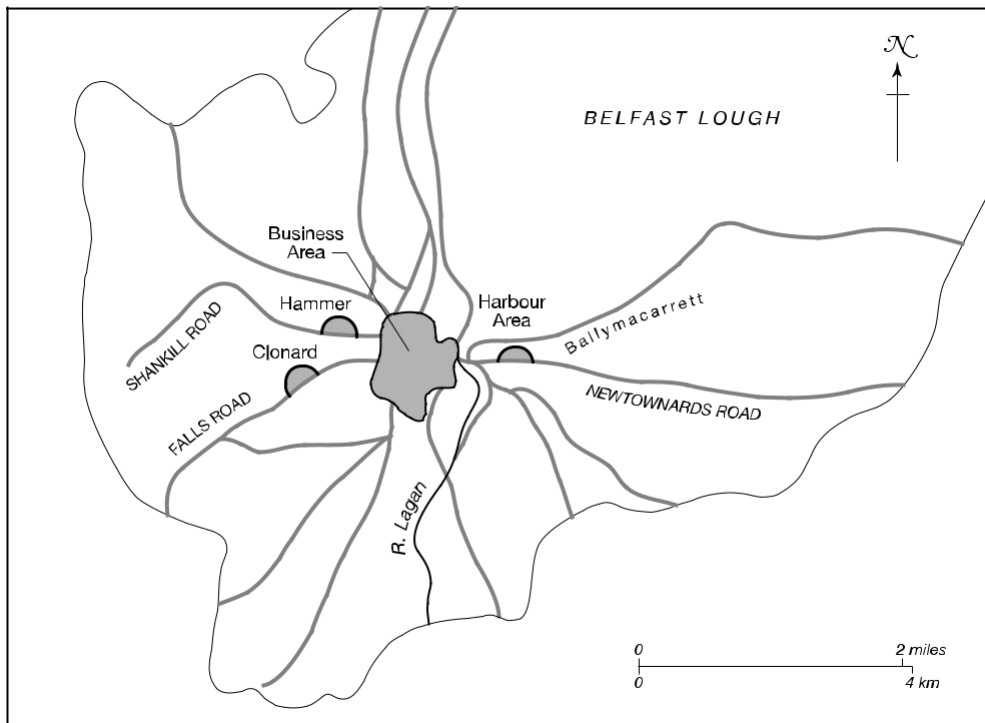 N
BELFAST LOUGH
Business
Area
Hammer
Harbour
Area
Ballymacarrett
SHANKILL ROAD
Clonard
NEWTOWNARDS ROAD
FALLS ROAD
R. Lagan
0 2 miles
0 4 km